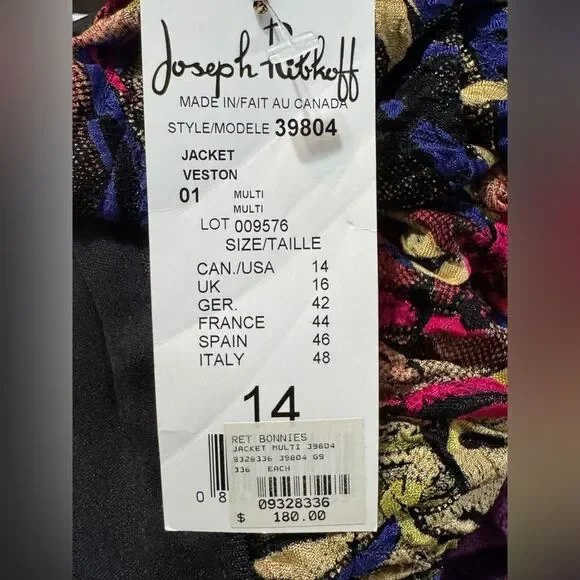 Joseph Ribkoff
MADE IN/FAIT AU CANADA
STYLE/MODELE 39804
JACKET
VESTON
01 MULTI
MULTI
LOT 009576
SIZE/TAILLE
CAN./USA 14
UK 16
GER. 42
FRANCE 44
SPAIN 46
ITALY 48
14
RET BONNIES
JACKET MULTI 39804
9328336 39804 G9
336 EACH
0 8
09328336
$ 180.00